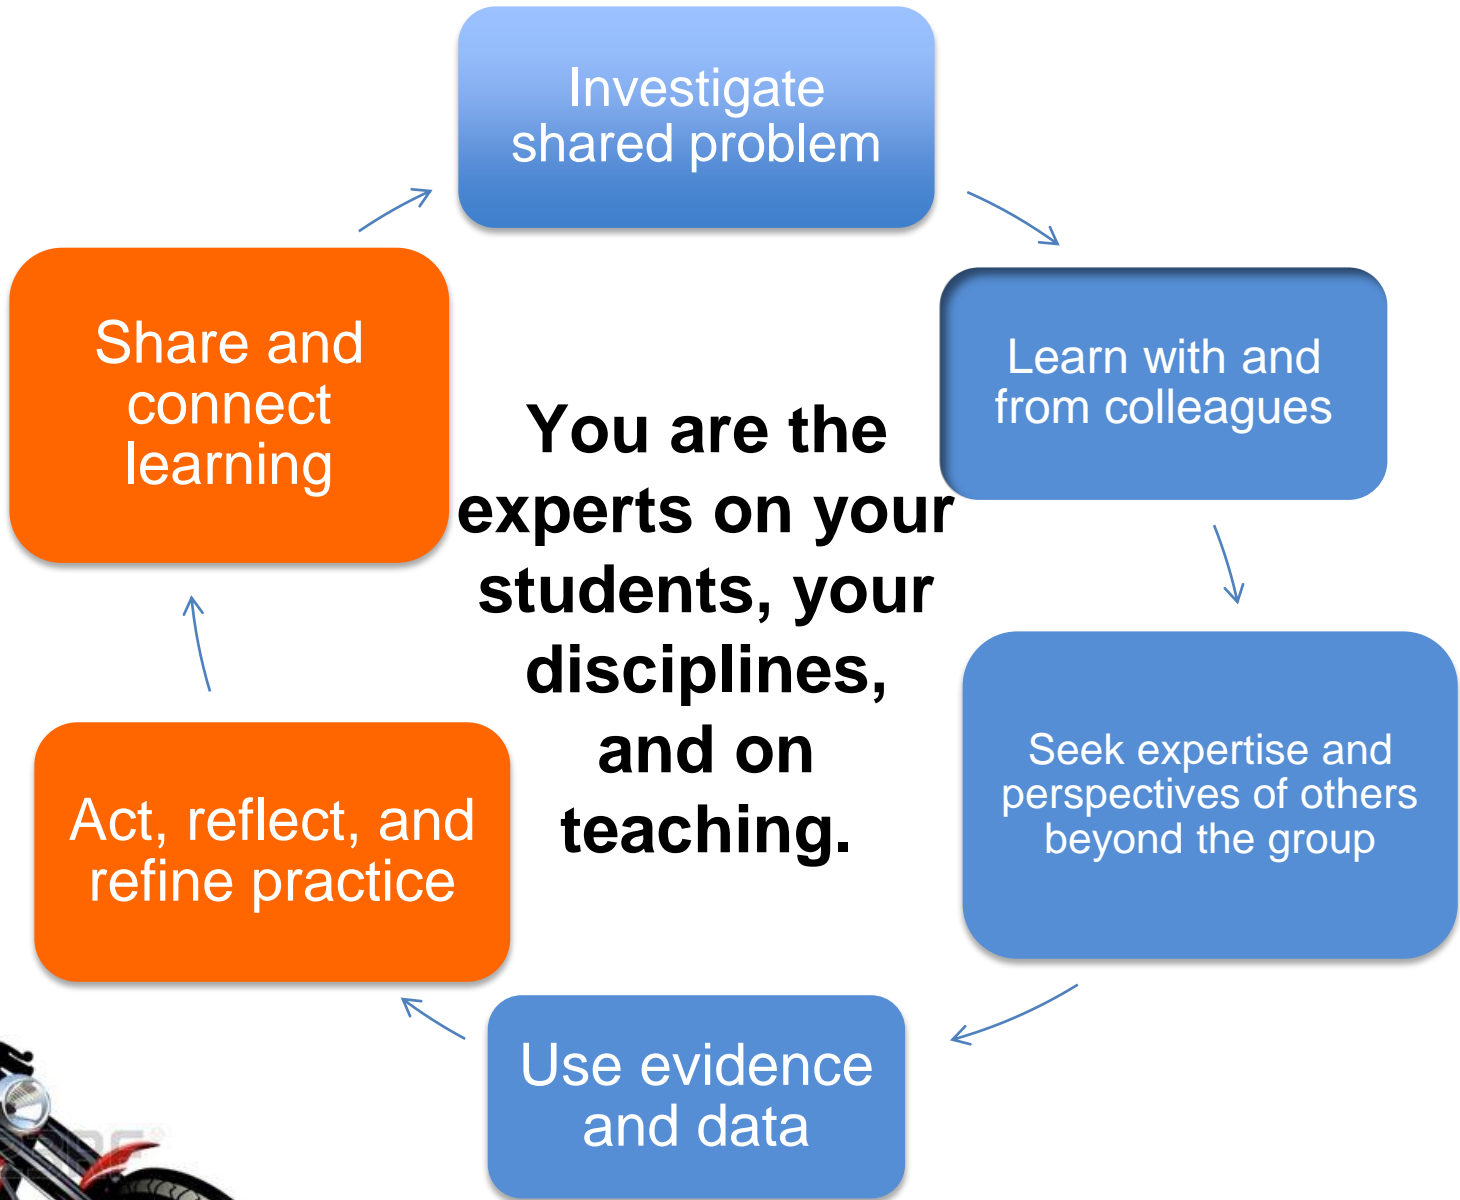 Investigate
shared problem
Learn with and
from colleagues
Seek expertise and
perspectives of others
beyond the group
Use evidence
and data
Act, reflect, and
refine practice
Share and
connect
learning
You are the
experts on your
students, your
disciplines,
and on
teaching.